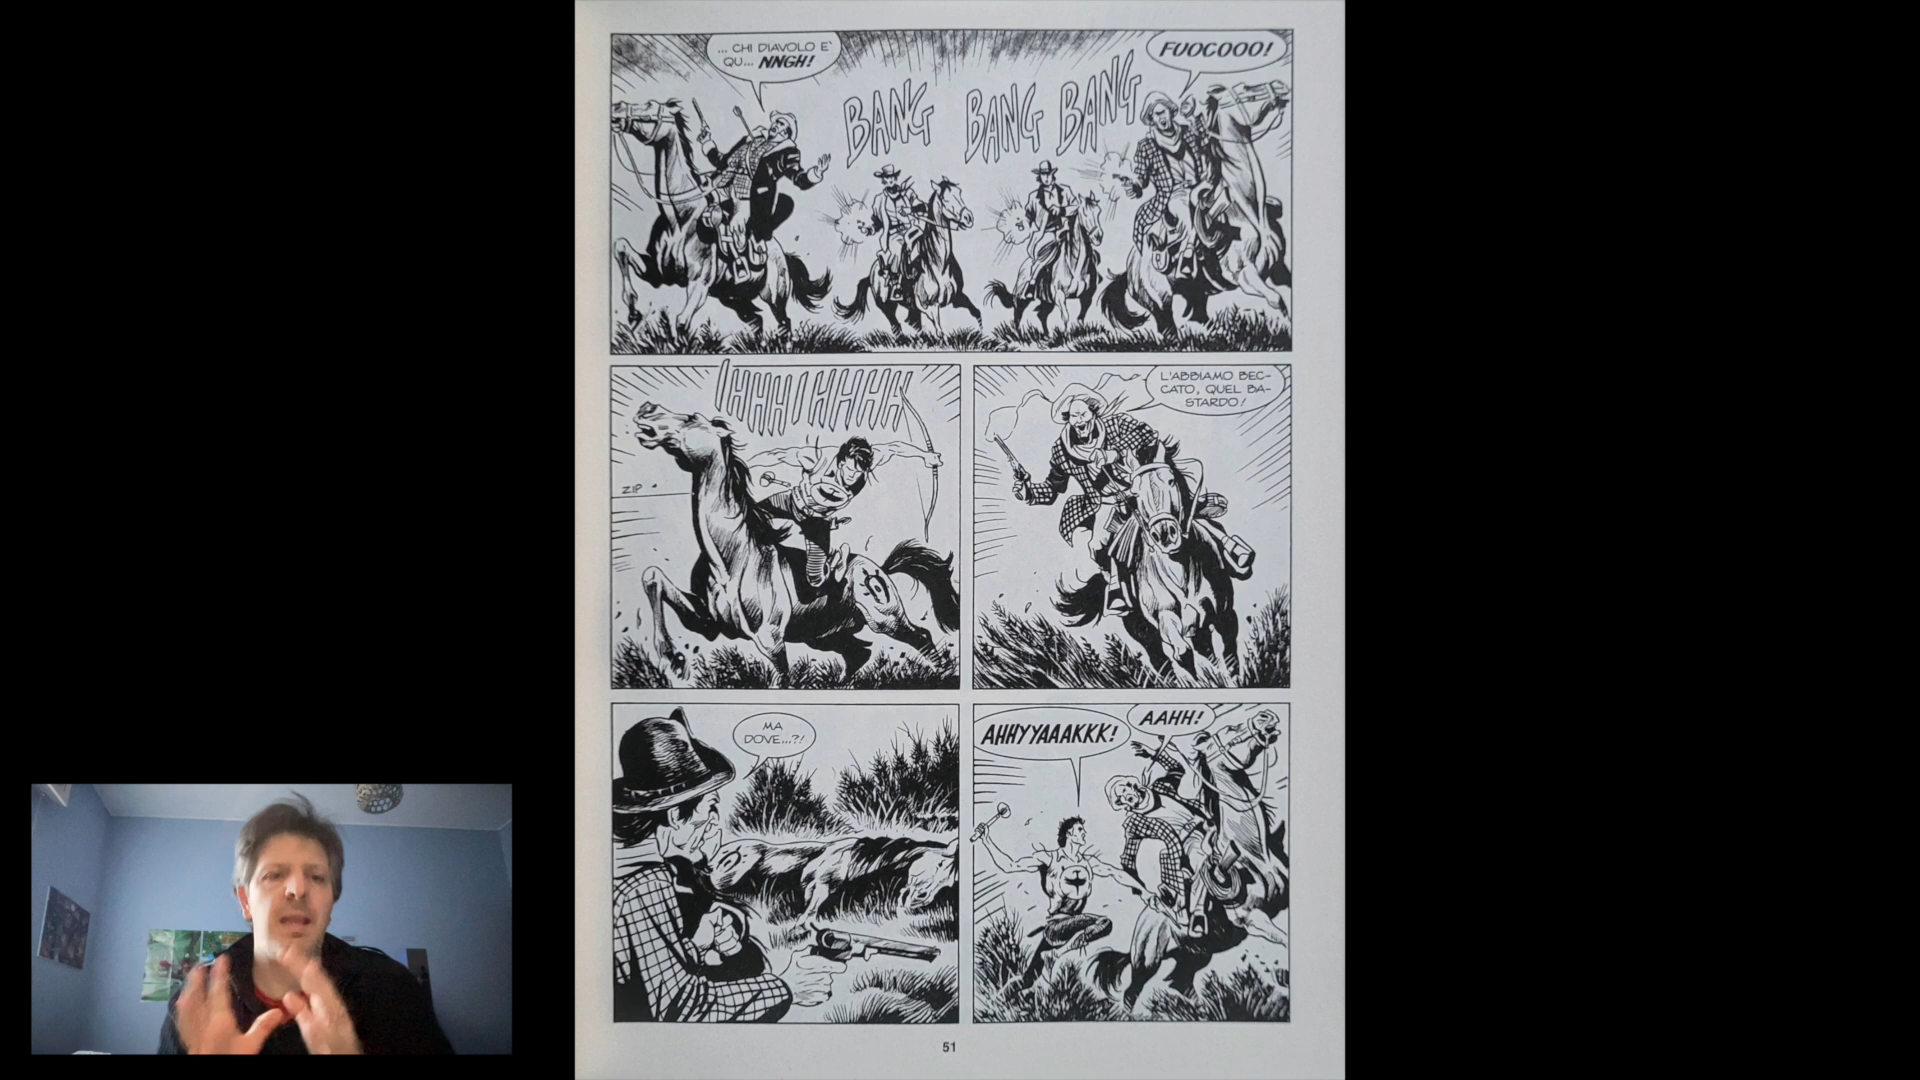 ... CHI DIAVOLO E'
QU... NNGH!
BANG BANG BANG
FUOCOOO!
IHHHIHHHH
ZIP
L'ABBIAMO BEC-
CATO, QUEL BA-
STARDO!
MA
DOVE...?!
AHHYYAAAKKK!
AAHH!
51